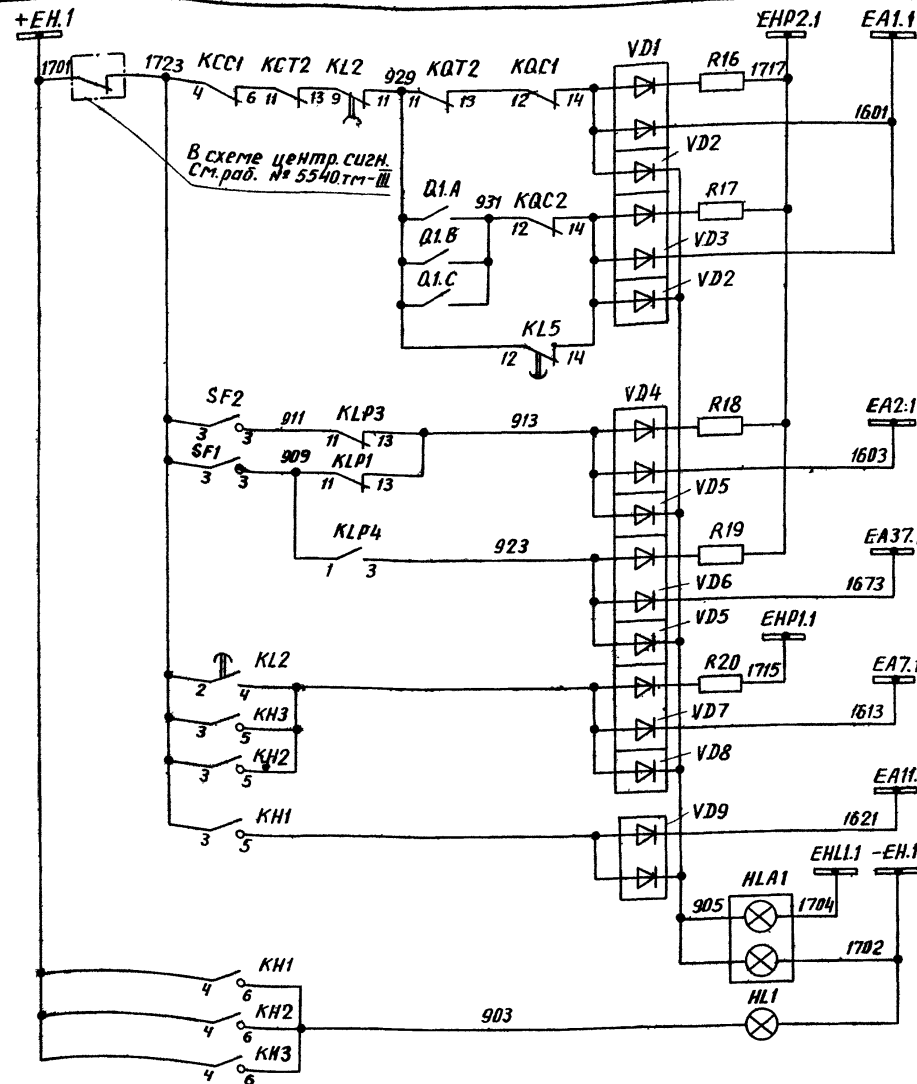 +EH.1
EHP2.1
EA1.1
1701
1723
KCC1
KCT2
KL2
929
KQT2
KQC1
VD1
R16
1717
4
6
11
13
9
11
11
13
12
14
1601
В схеме центр. сигн.
См. раб. № 5540.тм-III
VD2
Q1.A
931
KQC2
R17
12
14
Q.1.B
VD3
Q.1.C
VD2
KL5
12
14
SF2
911
KLP3
913
VD4
R18
EA2:1
3
3
11
13
SF1
909
KLP1
1603
3
3
11
13
VD5
KLP4
923
R19
EA37.
1
3
VD6
1673
VD5
EHP1.1
KL2
R20
1715
EA7.1
2
4
KH3
VD7
1613
3
5
KH2
VD8
3
5
EA11.
KH1
VD9
1621
3
5
EHL1.1
-EH.1
HLA1
905
1704
1702
KH1
4
6
KH2
903
HL1
4
6
KH3
4
6